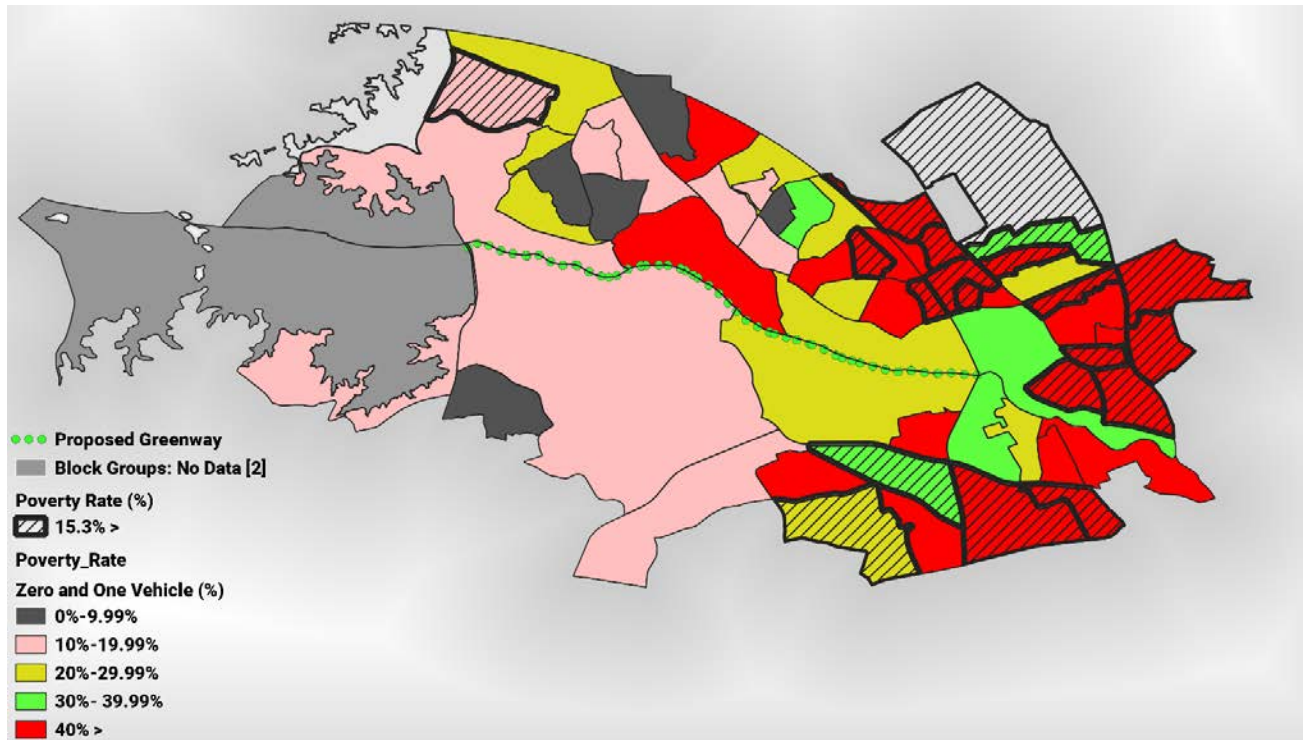 Proposed Greenway
Block Groups: No Data [2]
Poverty Rate (%)
15.3% >
Poverty_Rate
Zero and One Vehicle (%)
0%-9.99%
10%-19.99%
20%-29.99%
30%- 39.99%
40% >